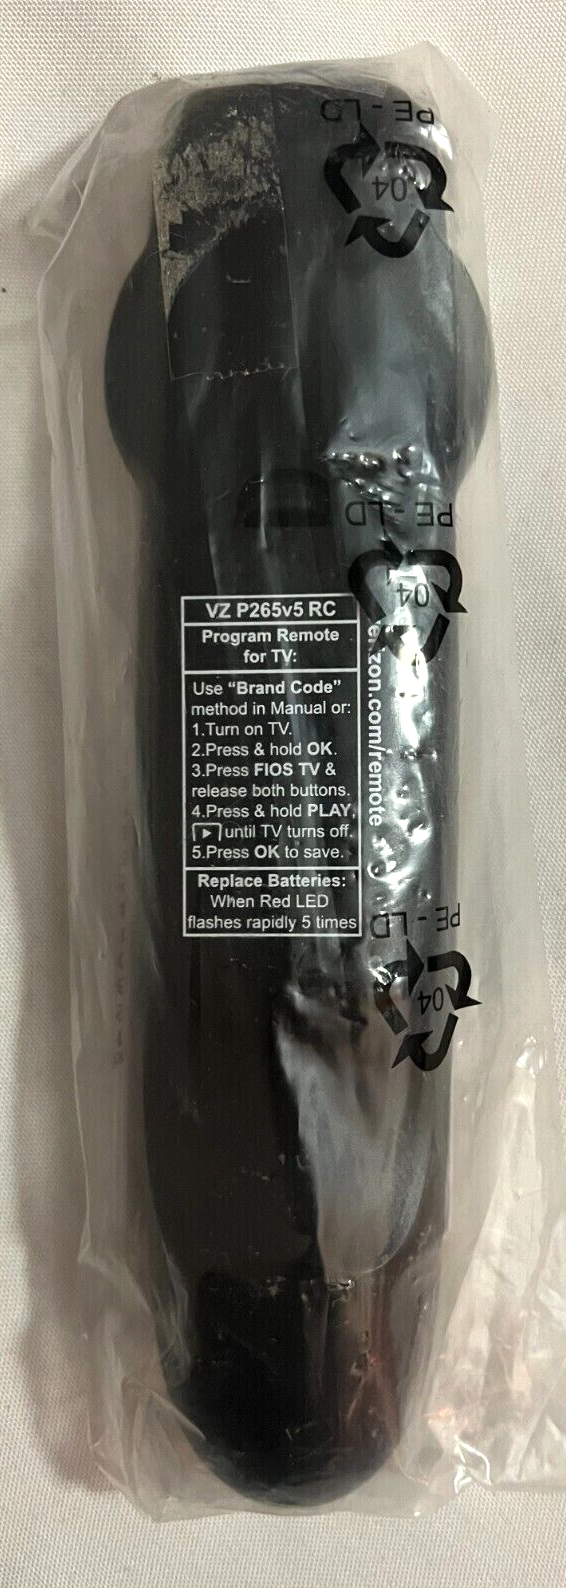 PE-LD
04
PE-LD
04
VZ P265v5 RC
Program Remote
for TV:
Use “Brand Code”
method in Manual or:
1.Turn on TV.
2.Press & hold OK.
3.Press FIOS TV &
release both buttons.
4.Press & hold PLAY,
until TV turns off.
5.Press OK to save.
Replace Batteries:
When Red LED
flashes rapidly 5 times
erizon.com/remote
PE-LD
04